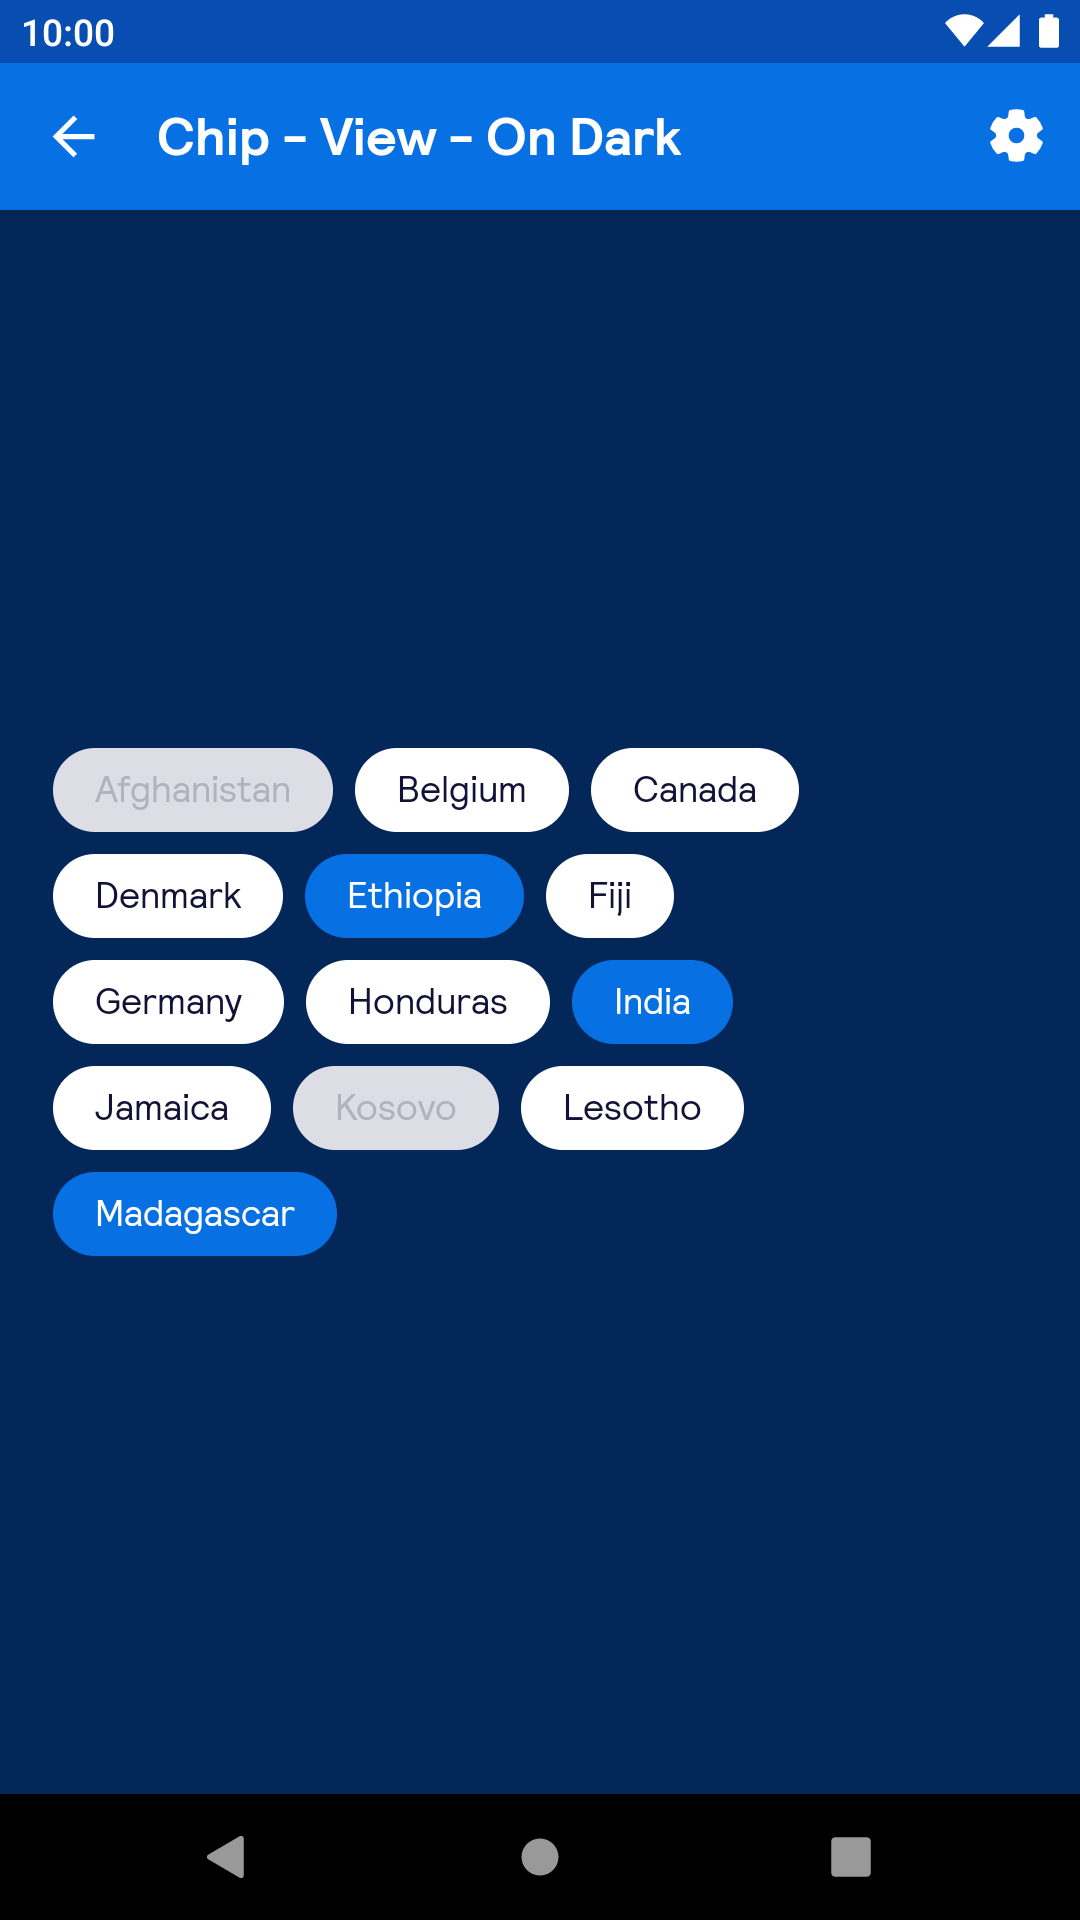 10:00
Chip - View - On Dark
Afghanistan Belgium Canada
Denmark Ethiopia Fiji
Germany Honduras India
Jamaica Kosovo Lesotho
Madagascar